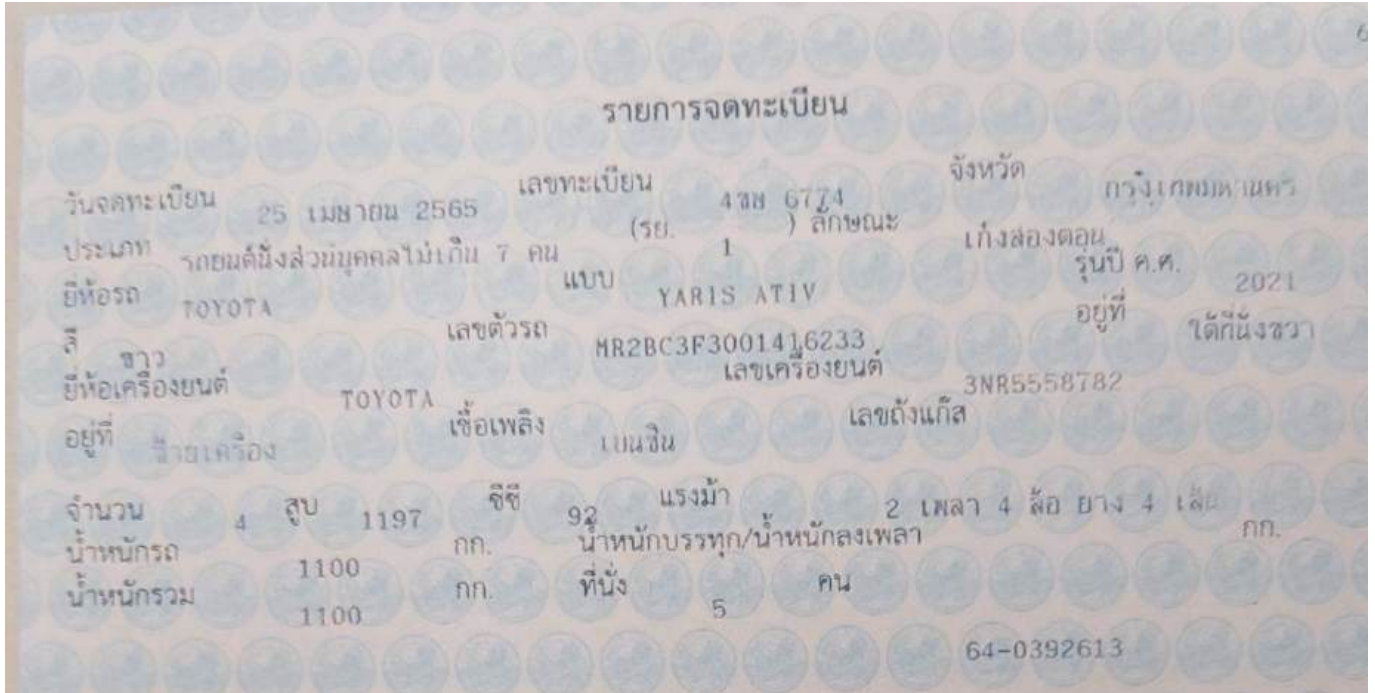 6
รายการจดทะเบียน
วันจดทะเบียน 25 เมษายน 2565 เลขทะเบียน 4ขษ 6774 จังหวัด กรุงเทพมหานคร
ประเภท รถยนต์นั่งส่วนบุคคลไม่เกิน 7 คน (รย. 1 ) ลักษณะ เก๋งสองตอน
ยี่ห้อรถ TOYOTA แบบ YARIS ATIV รุ่นปี ค.ศ. 2021
สี ขาว เลขตัวรถ MR2BC3F3001416233 อยู่ที่ ใต้ที่นั่งขวา
ยี่ห้อเครื่องยนต์ TOYOTA เลขเครื่องยนต์ 3NR5558782
อยู่ที่ ซ้ายเครื่อง เชื้อเพลิง เบนซิน เลขถังแก๊ส
จำนวน 4 สูบ 1197 ซีซี 92 แรงม้า 2 เพลา 4 ล้อ ยาง 4 เส้น
น้ำหนักรถ 1100 กก. น้ำหนักบรรทุก/น้ำหนักลงเพลา กก.
น้ำหนักรวม 1100 กก. ที่นั่ง 5 คน
64-0392613